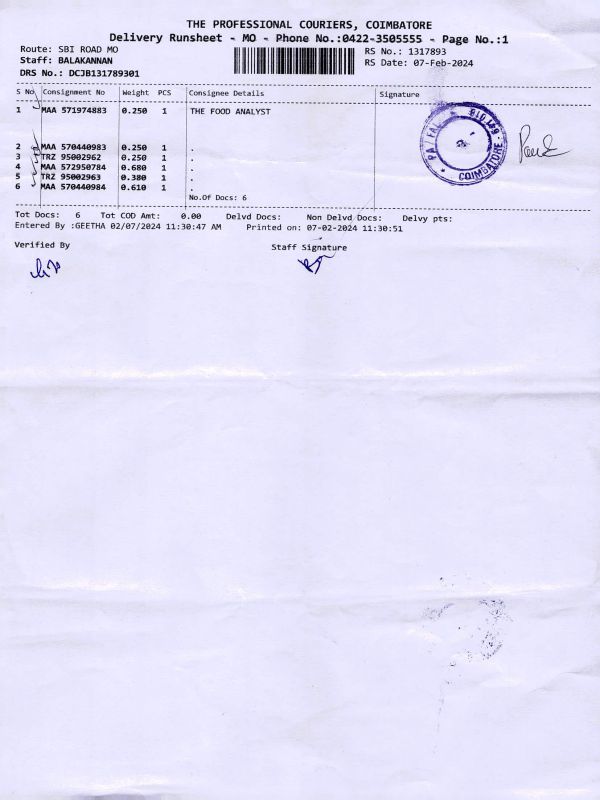 THE PROFESSIONAL COURIERS, COIMBATORE
Delivery Runsheet - MO - Phone No.:0422-3505555 - Page No.:1
Route: SBI ROAD MO
RS No.: 1317893
Staff: BALAKANNAN
RS Date: 07-Feb-2024
DRS No.: DCJB131789301
S No Consignment No Weight PCS Consignee Details Signature
1 MAA 571974883 0.250 1 THE FOOD ANALYST
2 MAA 570440983 0.250 1 .
3 TRZ 95002962 0.250 1 .
4 MAA 572950784 0.680 1 .
5 TRZ 95002963 0.380 1 .
6 MAA 570440984 0.610 1 .
No.Of Docs: 6
COIMBATORE
Tot Docs: 6 Tot COD Amt: 0.00 Delvd Docs: Non Delvd Docs: Delvy pts:
Entered By :GEETHA 02/07/2024 11:30:47 AM Printed on: 07-02-2024 11:30:51
Verified By Staff Signature